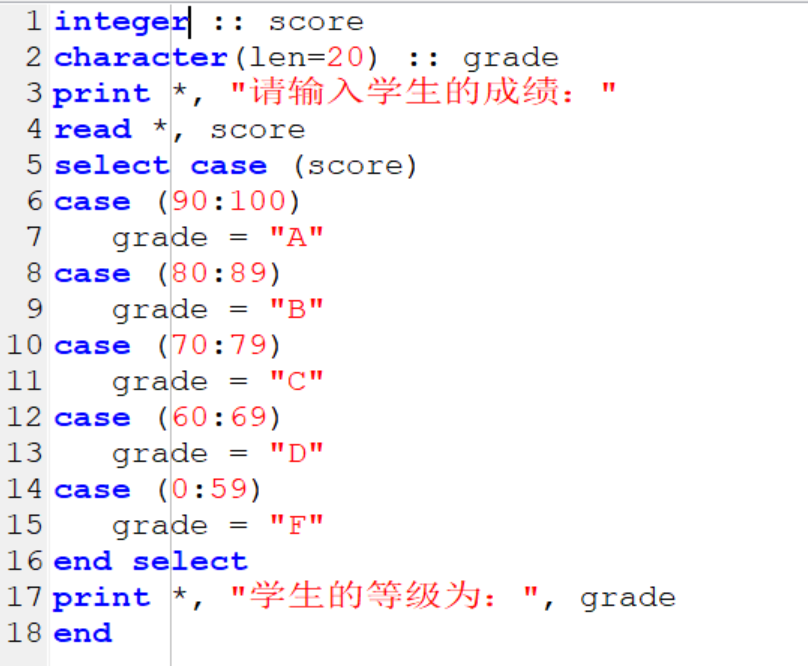 1 integer :: score
2 character(len=20) :: grade
3 print *, "请输入学生的成绩："
4 read *, score
5 select case (score)
6 case (90:100)
7    grade = "A"
8 case (80:89)
9    grade = "B"
10 case (70:79)
11    grade = "C"
12 case (60:69)
13    grade = "D"
14 case (0:59)
15    grade = "F"
16 end select
17 print *, "学生的等级为：", grade
18 end